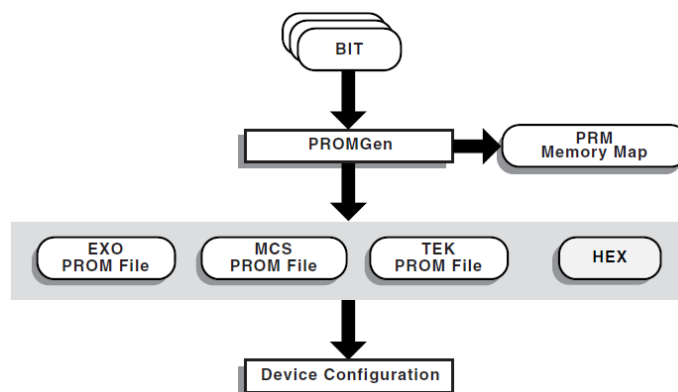 BIT
PROMGen
PRM
Memory Map
EXO
PROM File
MCS
PROM File
TEK
PROM File
HEX
Device Configuration